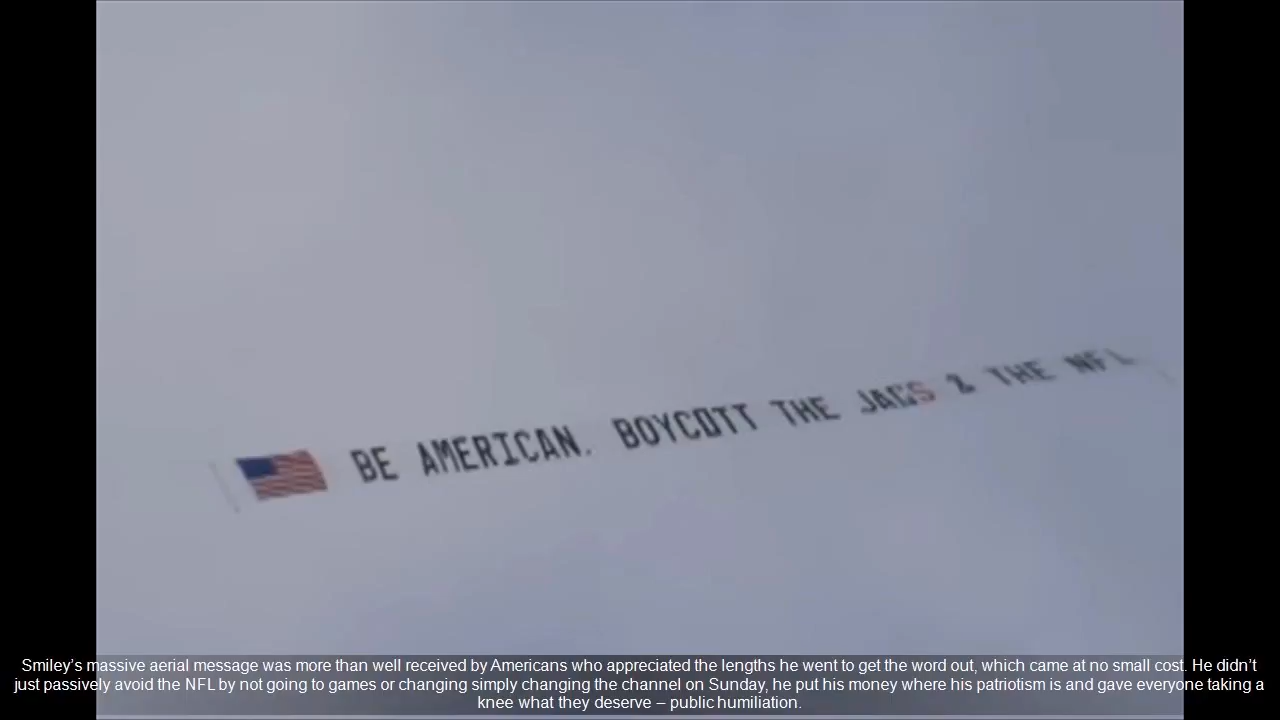 BE AMERICAN. BOYCOTT THE JAGS & THE NFL
Smiley’s massive aerial message was more than well received by Americans who appreciated the lengths he went to get the word out, which came at no small cost. He didn’t
just passively avoid the NFL by not going to games or changing simply changing the channel on Sunday, he put his money where his patriotism is and gave everyone taking a
knee what they deserve – public humiliation.